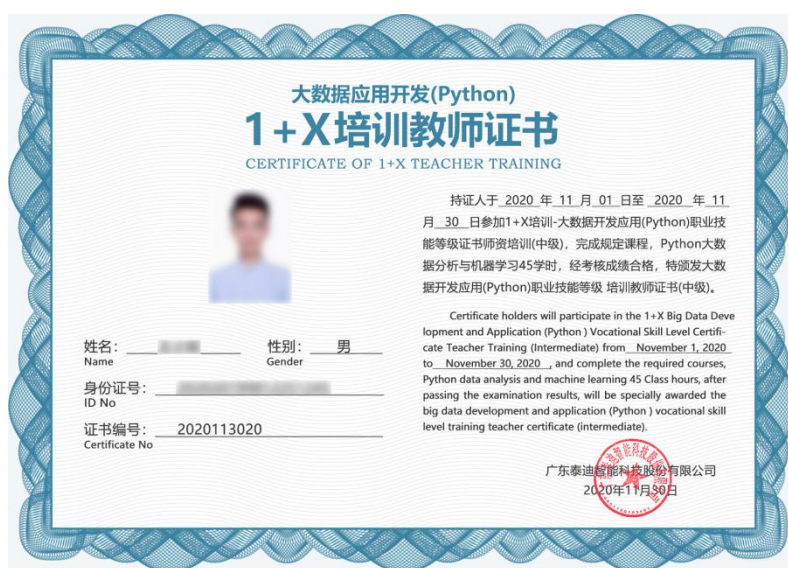 大数据应用开发(Python)
1+X培训教师证书
CERTIFICATE OF 1+X TEACHER TRAINING
持证人于 2020 年 11 月 01 日至 2020 年 11
月 30 日参加1+X培训-大数据开发应用(Python)职业技
能等级证书师资培训(中级),完成规定课程,Python大数
据分析与机器学习45学时,经考核成绩合格,特颁发大数
据开发应用(Python)职业技能等级 培训教师证书(中级)。
Certificate holders will participate in the 1+X Big Data Deve
lopment and Application (Python ) Vocational Skill Level Certifi-
cate Teacher Training (Intermediate) from November 1, 2020
to November 30, 2020 , and complete the required courses,
Python data analysis and machine learning 45 Class hours, after
passing the examination results, will be specially awarded the
big data development and application (Python ) vocational skill
level training teacher certificate (intermediate).
姓名: 性别: 男
Name Gender
身份证号:
ID No
证书编号: 2020113020
Certificate No
广东泰迪智能科技股份有限公司
2020年11月30日